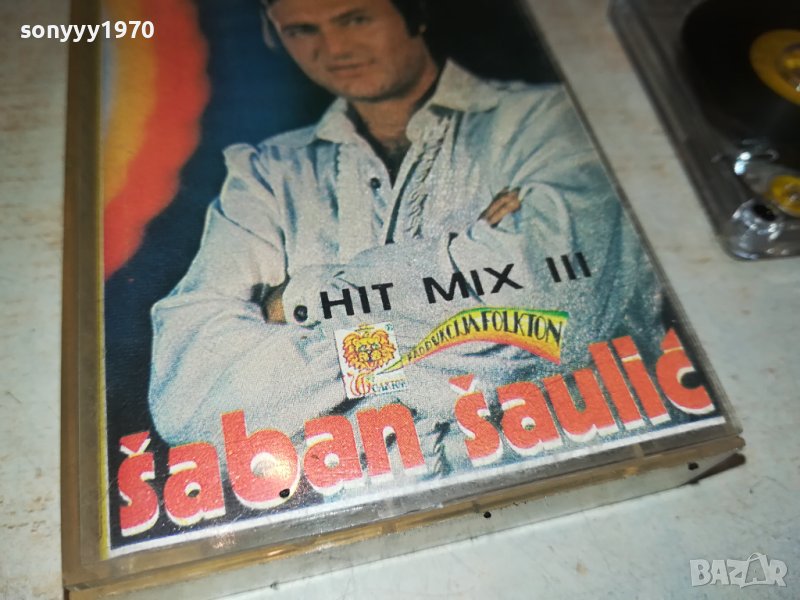 sonyyy1970
HIT MIX III
PRODUKCIJA FOLKTON
šaban šaulić
BAZAR